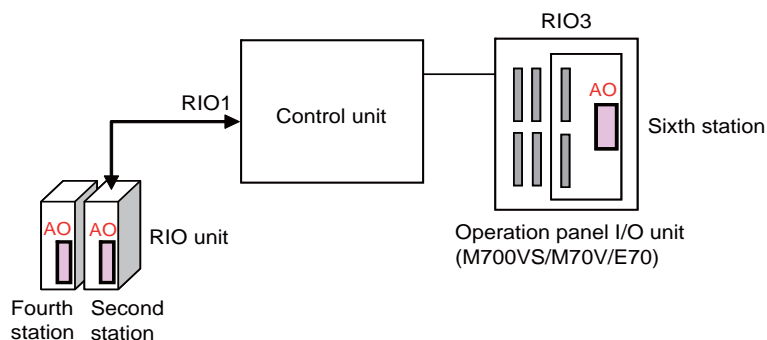 RIO3
RIO1
Control unit
AO
Sixth station
AO
AO
RIO unit
Operation panel I/O unit
(M700VS/M70V/E70)
Fourth
station
Second
station